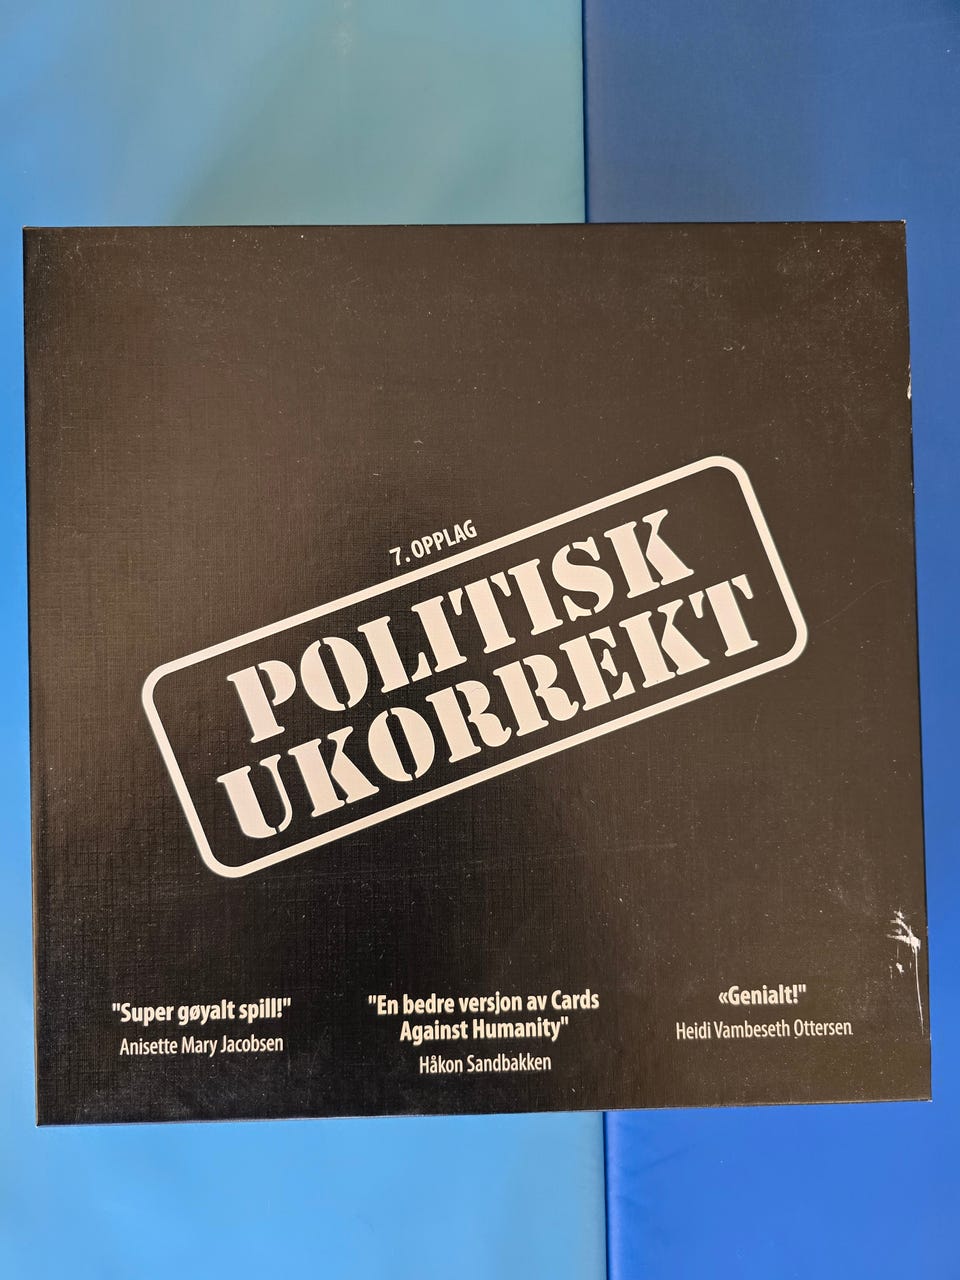 7. OPPLAG
POLITISK
UKORREKT
"Super gøyalt spill!"
Anisette Mary Jacobsen
"En bedre versjon av Cards
Against Humanity"
Håkon Sandbakken
«Genialt!"
Heidi Vambeseth Ottersen